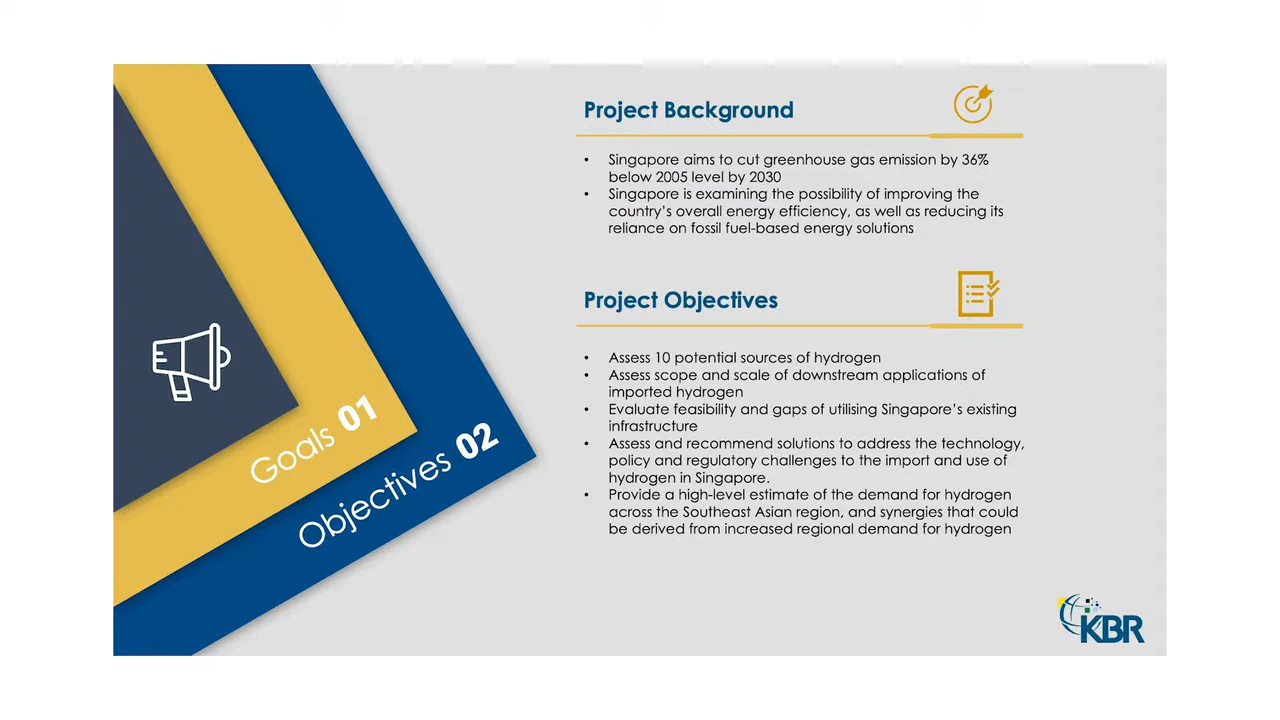 Goals 01
Objectives 02
Project Background
• Singapore aims to cut greenhouse gas emission by 36%
below 2005 level by 2030
• Singapore is examining the possibility of improving the
country's overall energy efficiency, as well as reducing its
reliance on fossil fuel-based energy solutions
Project Objectives
• Assess 10 potential sources of hydrogen
• Assess scope and scale of downstream applications of
imported hydrogen
• Evaluate feasibility and gaps of utilising Singapore's existing
infrastructure
• Assess and recommend solutions to address the technology,
policy and regulatory challenges to the import and use of
hydrogen in Singapore.
• Provide a high-level estimate of the demand for hydrogen
across the Southeast Asian region, and synergies that could
be derived from increased regional demand for hydrogen
KBR